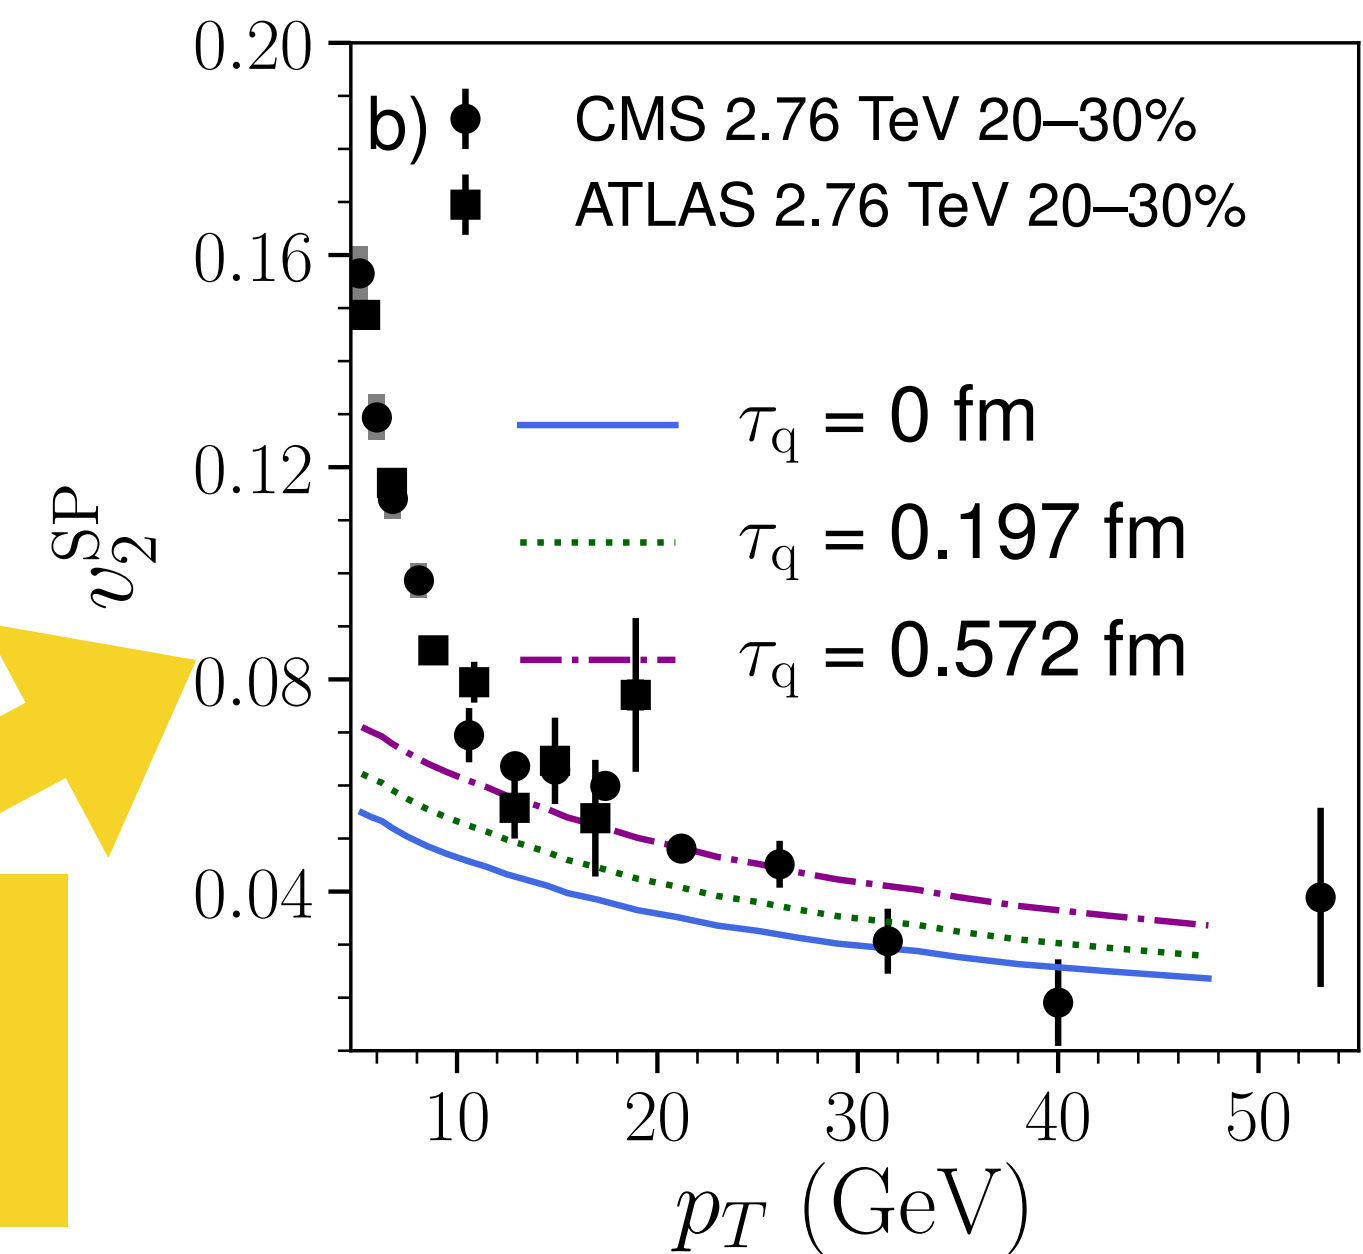 0.20
b) CMS 2.76 TeV 20–30%
ATLAS 2.76 TeV 20–30%
0.16
τq = 0 fm
0.12
τq = 0.197 fm
v2SP
τq = 0.572 fm
0.08
0.04
10 20 30 40 50
pT (GeV)